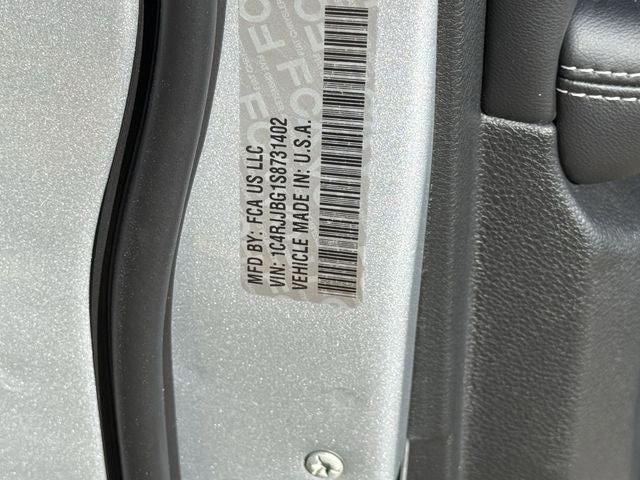 MFD BY: FCA US LLC
VIN: 1C4RJJBG1S8731402
VEHICLE MADE IN: U.S.A.